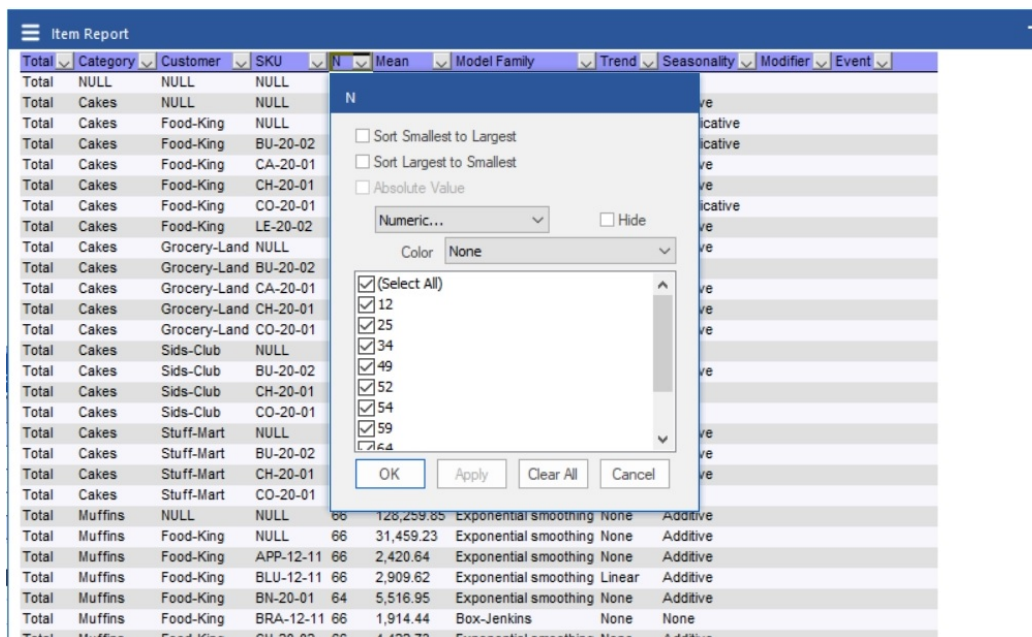 Item Report
Total Category Customer SKU N Mean Model Family Trend Seasonality Modifier Event
Total NULL NULL NULL
Total Cakes NULL NULL ve
Total Cakes Food-King NULL icative
Total Cakes Food-King BU-20-02 icative
Total Cakes Food-King CA-20-01 ve
Total Cakes Food-King CH-20-01 ve
Total Cakes Food-King CO-20-01 icative
Total Cakes Food-King LE-20-02 ve
Total Cakes Grocery-Land NULL ve
Total Cakes Grocery-Land BU-20-02
Total Cakes Grocery-Land CA-20-01 ve
Total Cakes Grocery-Land CH-20-01 ve
Total Cakes Grocery-Land CO-20-01 ve
Total Cakes Sids-Club NULL
Total Cakes Sids-Club BU-20-02 ve
Total Cakes Sids-Club CH-20-01
Total Cakes Sids-Club CO-20-01
Total Cakes Stuff-Mart NULL ve
Total Cakes Stuff-Mart BU-20-02 ve
Total Cakes Stuff-Mart CH-20-01 ve
Total Cakes Stuff-Mart CO-20-01
N
Sort Smallest to Largest
Sort Largest to Smallest
Absolute Value
Numeric... Hide
Color None
(Select All)
12
25
34
49
52
54
59
64
OK Apply Clear All Cancel
Total Muffins NULL NULL 66 128,259.85 Exponential smoothing None Additive
Total Muffins Food-King NULL 66 31,459.23 Exponential smoothing None Additive
Total Muffins Food-King APP-12-11 66 2,420.64 Exponential smoothing None Additive
Total Muffins Food-King BLU-12-11 66 2,909.62 Exponential smoothing Linear Additive
Total Muffins Food-King BN-20-01 64 5,516.95 Exponential smoothing None Additive
Total Muffins Food-King BRA-12-11 66 1,914.44 Box-Jenkins None None